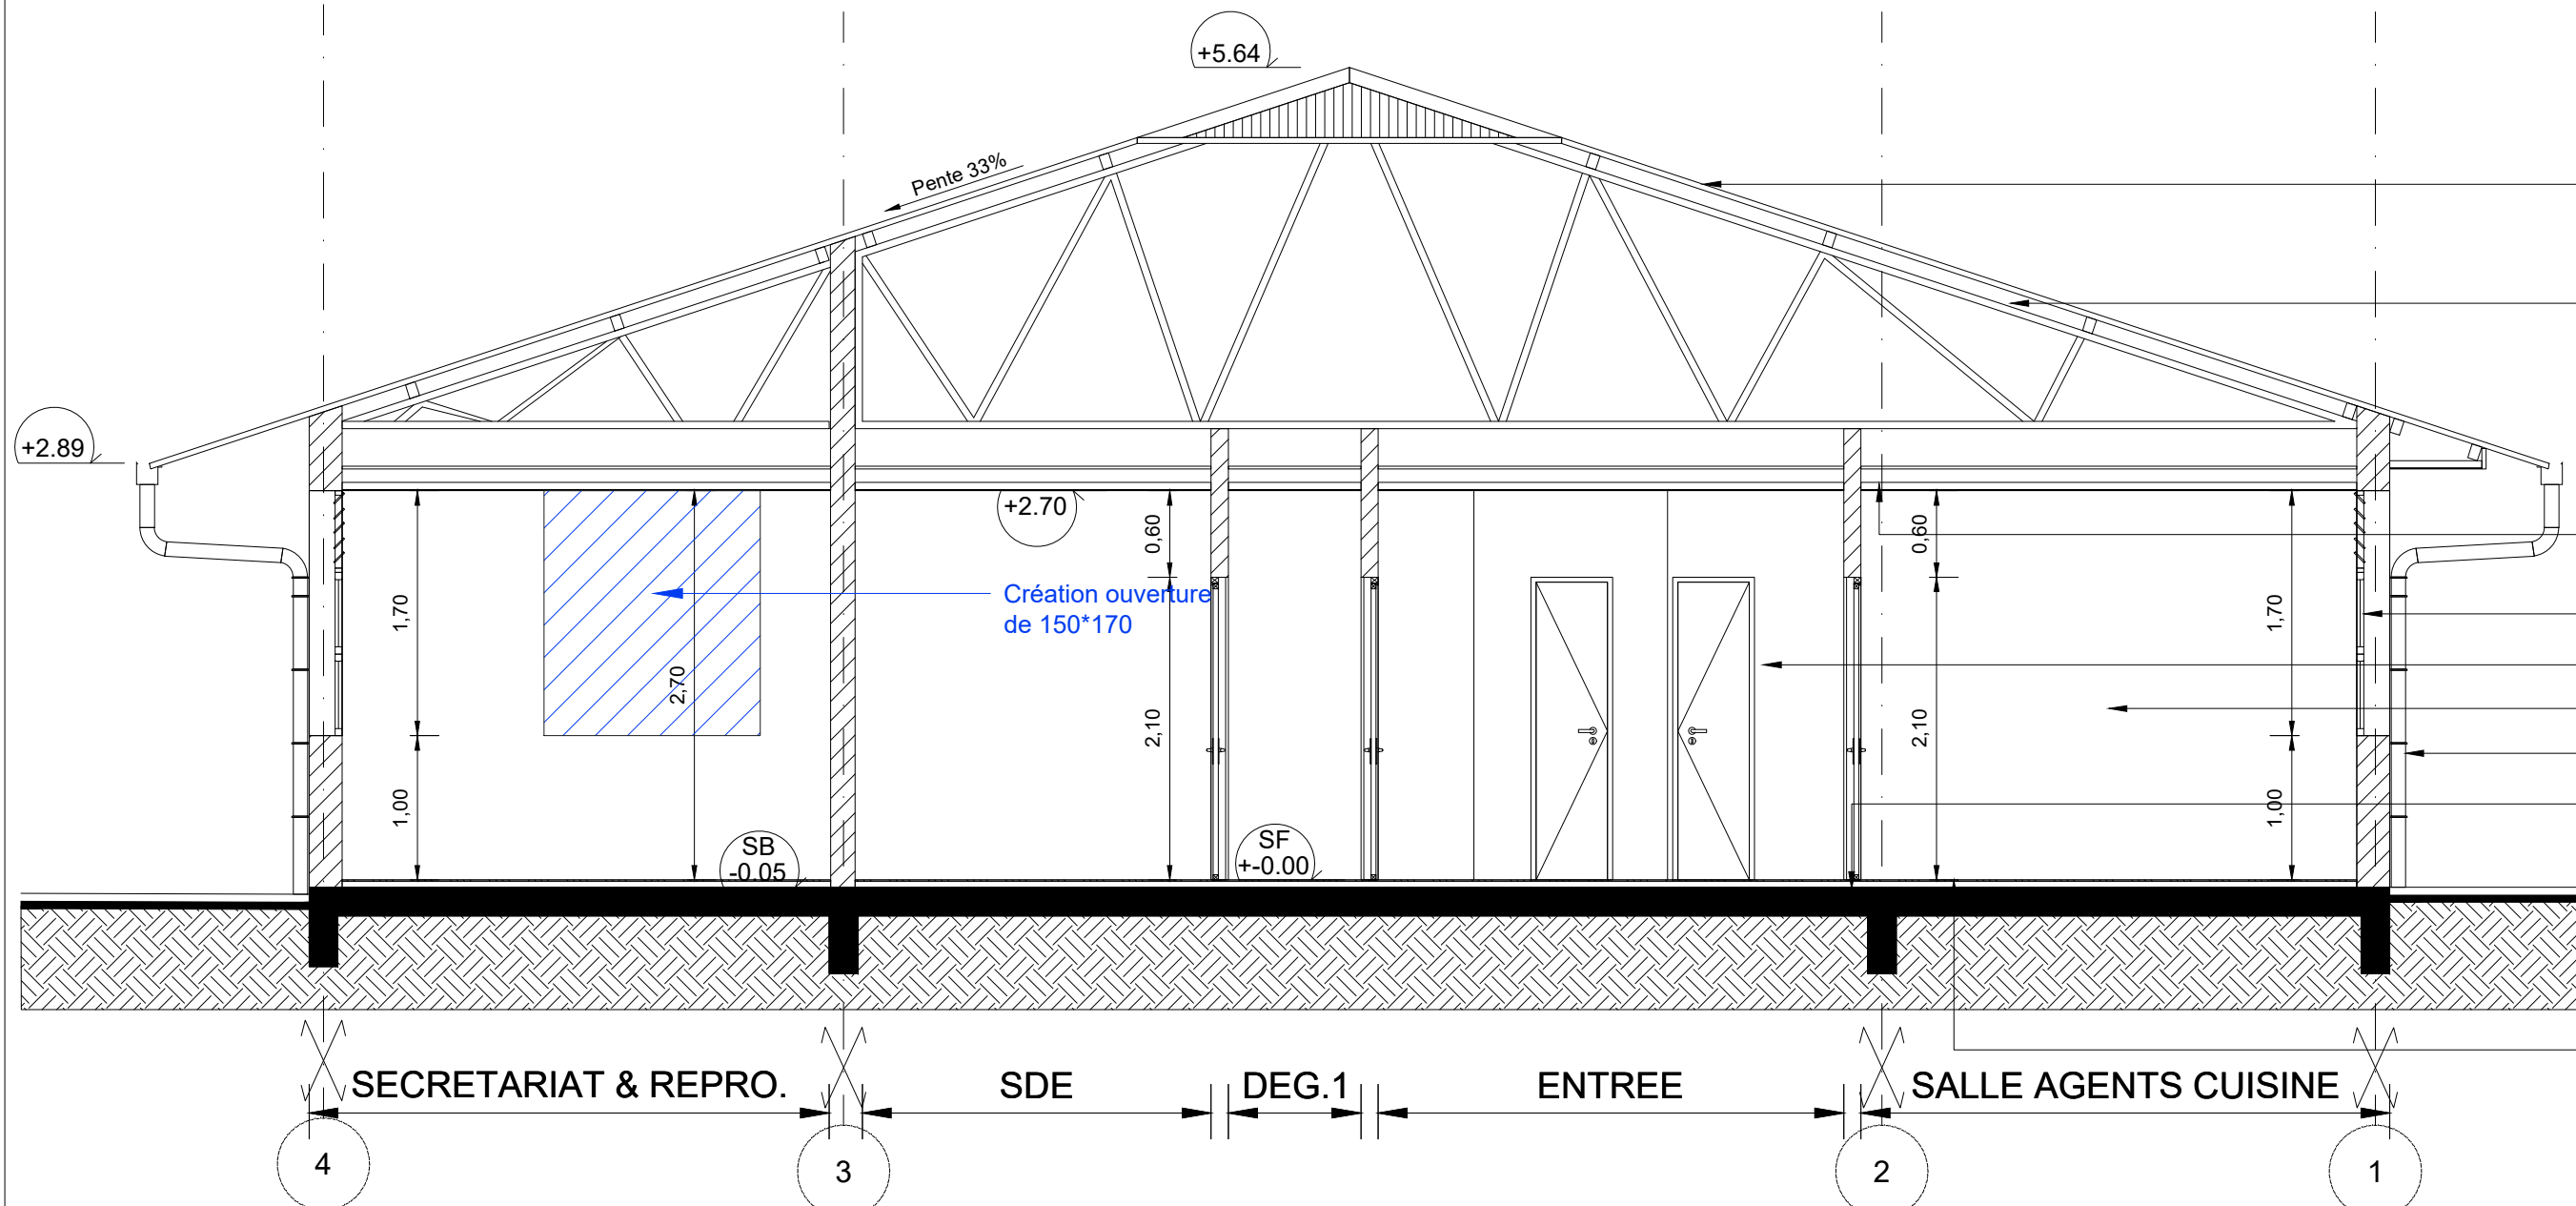 +5.64
Pente 33%
+2.89
+2.70
0,60
0,60
Création ouverture
de 150*170
1,70
1,70
2,70
2,10
2,10
1,00
1,00
SB
-0.05
SF
+-0.00
SECRETARIAT & REPRO.
SDE
DEG.1
ENTREE
SALLE AGENTS CUISINE
4
3
2
1